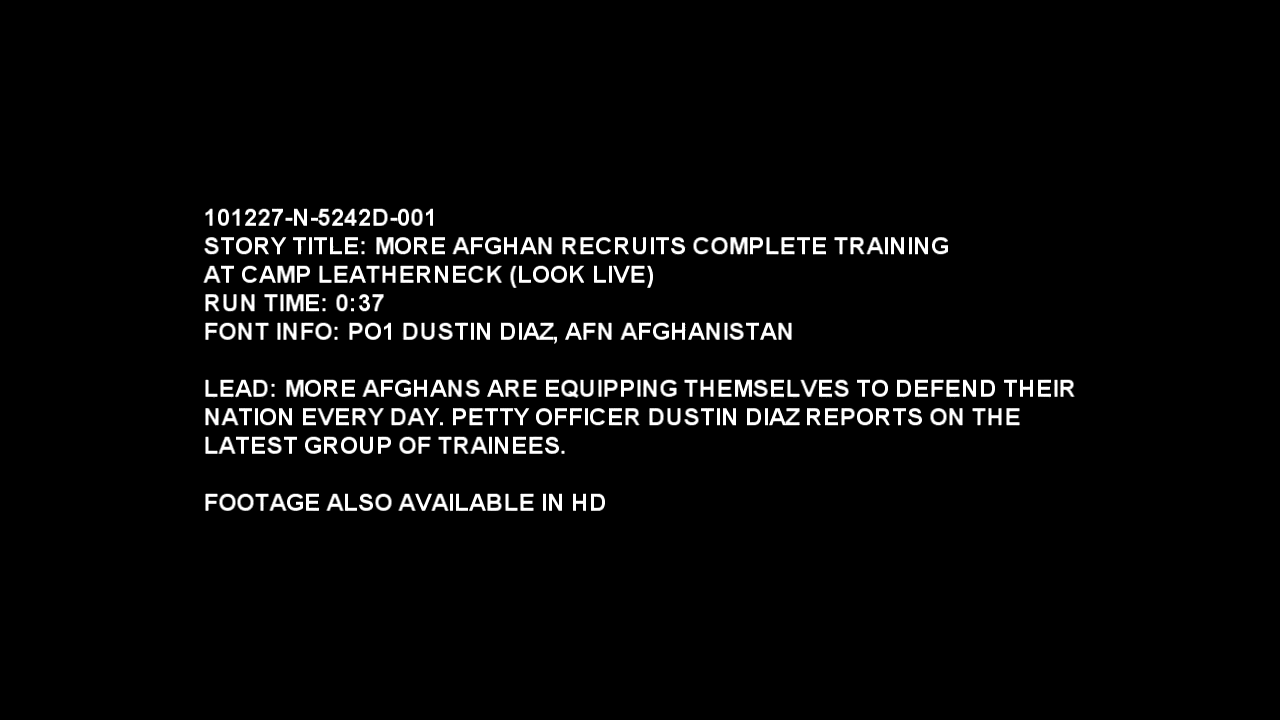 101227-N-5242D-001
STORY TITLE: MORE AFGHAN RECRUITS COMPLETE TRAINING
AT CAMP LEATHERNECK (LOOK LIVE)
RUN TIME: 0:37
FONT INFO: PO1 DUSTIN DIAZ, AFN AFGHANISTAN
LEAD: MORE AFGHANS ARE EQUIPPING THEMSELVES TO DEFEND THEIR
NATION EVERY DAY. PETTY OFFICER DUSTIN DIAZ REPORTS ON THE
LATEST GROUP OF TRAINEES.
FOOTAGE ALSO AVAILABLE IN HD